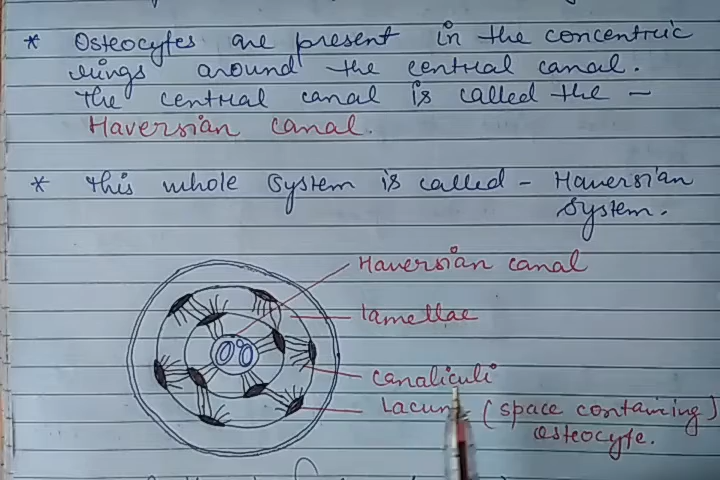 * Osteocytes are present in the concentric
rings around the central canal.
The central canal is called the –
Haversian canal.
* This whole system is called – Haversian
System.
Haversian canal
lamellae
canaliculi
Lacuna (space containing)
osteocyte.